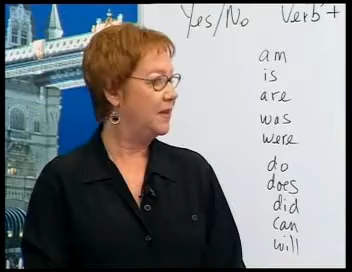 Yes/No Verb+
am
is
are
was
were
do
does
did
can
will